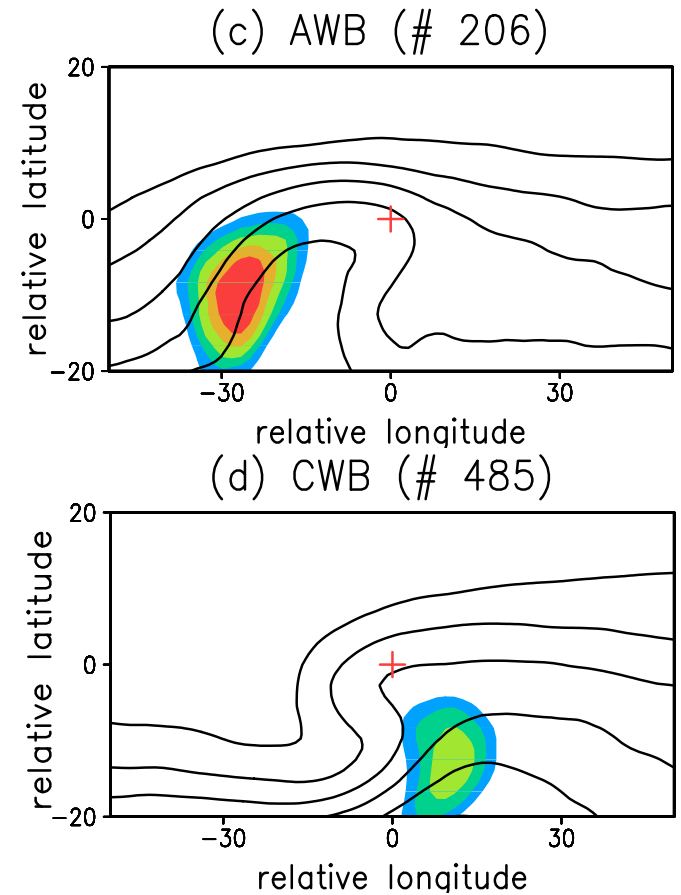 (c) AWB (# 206)
20
0
−20
relative latitude
−30 0 30
relative longitude
(d) CWB (# 485)
20
0
−20
relative latitude
−30 0 30
relative longitude